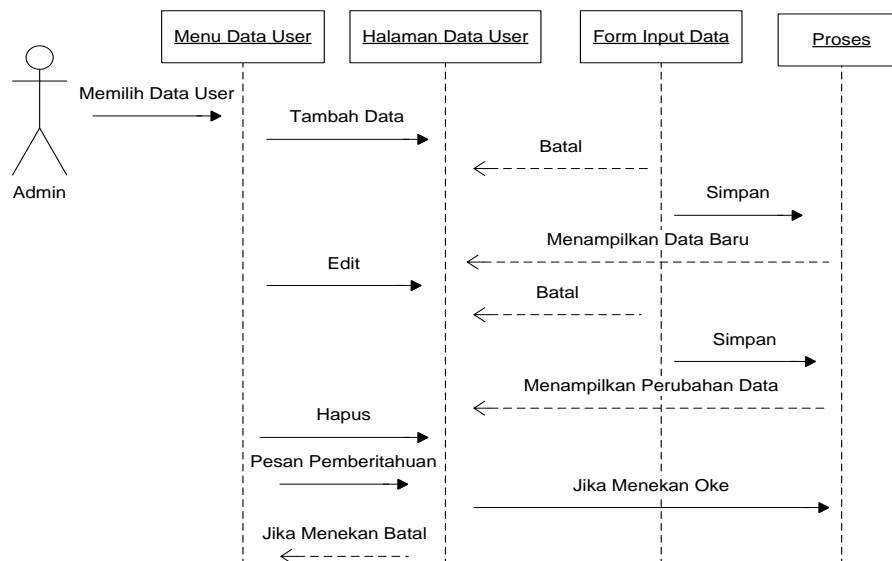 Menu Data User
Halaman Data User
Form Input Data
Proses
Memilih Data User
Tambah Data
Batal
Admin
Simpan
Menampilkan Data Baru
Edit
Batal
Simpan
Menampilkan Perubahan Data
Hapus
Pesan Pemberitahuan
Jika Menekan Oke
Jika Menekan Batal